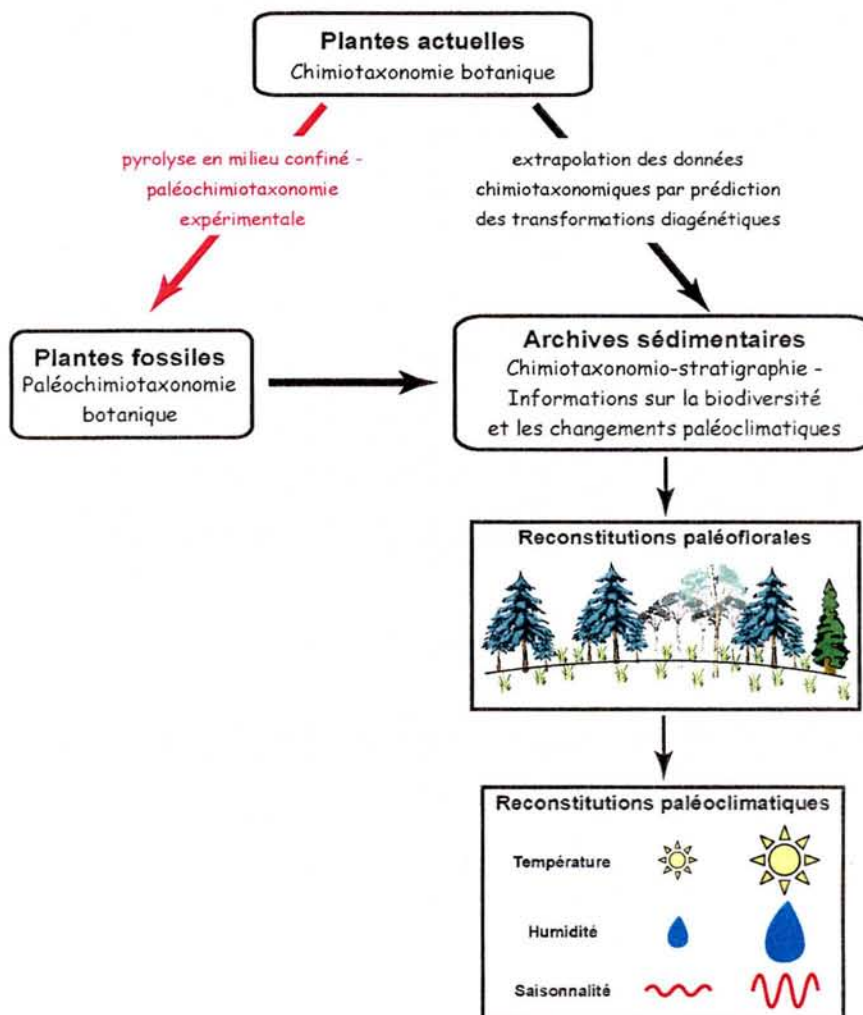 Plantes actuelles
Chimiotaxonomie botanique
pyrolyse en milieu confiné -
paléochimiotaxonomie
expérimentale
extrapolation des données
chimiotaxonomiques par prédiction
des transformations diagénétiques
Plantes fossiles
Paléochimiotaxonomie
botanique
Archives sédimentaires
Chimiotaxonomio-stratigraphie -
Informations sur la biodiversité
et les changements paléoclimatiques
Reconstitutions paléoflorales
Reconstitutions paléoclimatiques
Température
Humidité
Saisonnalité